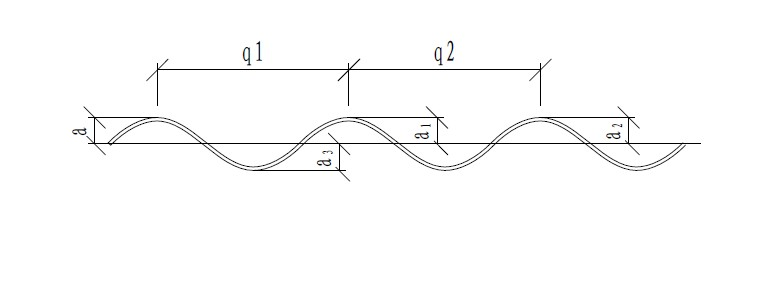 q1 q2
a a₁ a₂
a₃